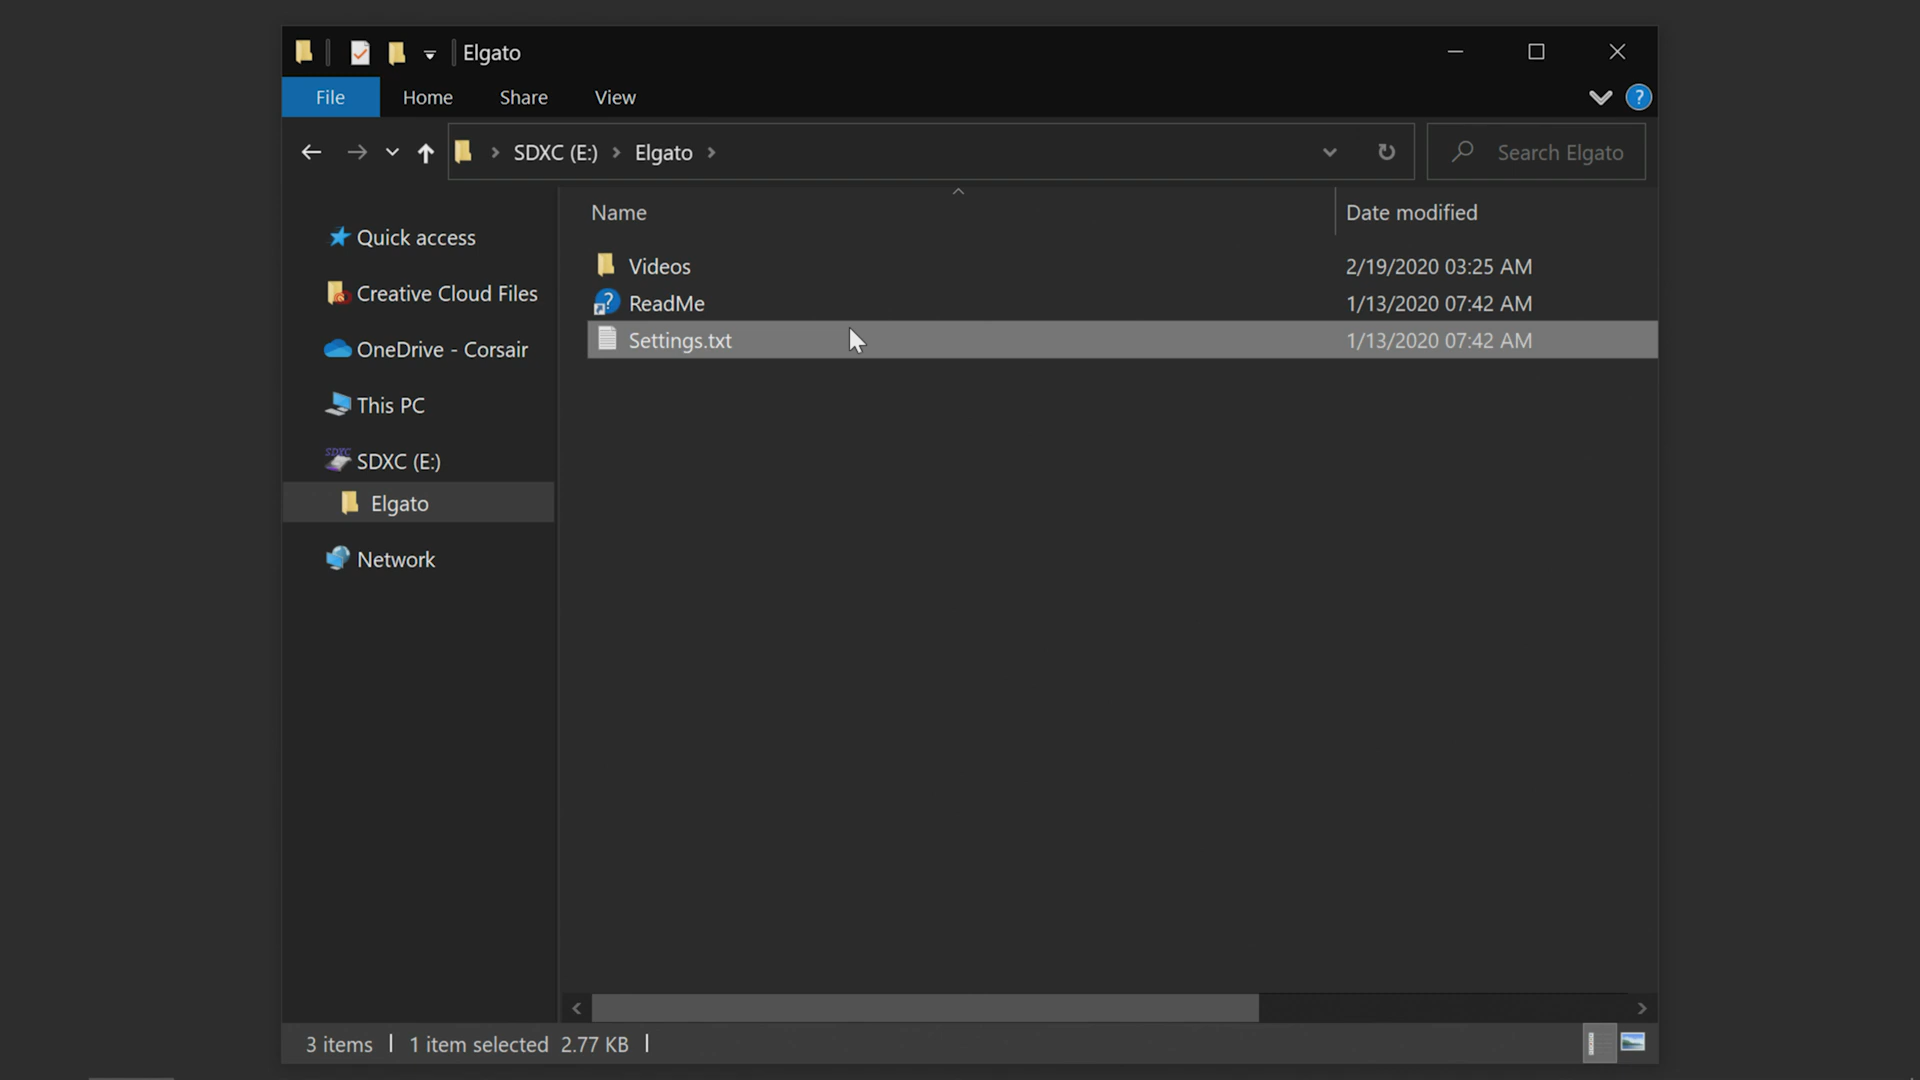 Elgato
File Home Share View
?
SDXC (E:) Elgato
Search Elgato
Name Date modified
Quick access
Creative Cloud Files
OneDrive - Corsair
This PC
SDXC
SDXC (E:)
Elgato
Network
Videos 2/19/2020 03:25 AM
? ReadMe 1/13/2020 07:42 AM
Settings.txt 1/13/2020 07:42 AM
3 items 1 item selected 2.77 KB